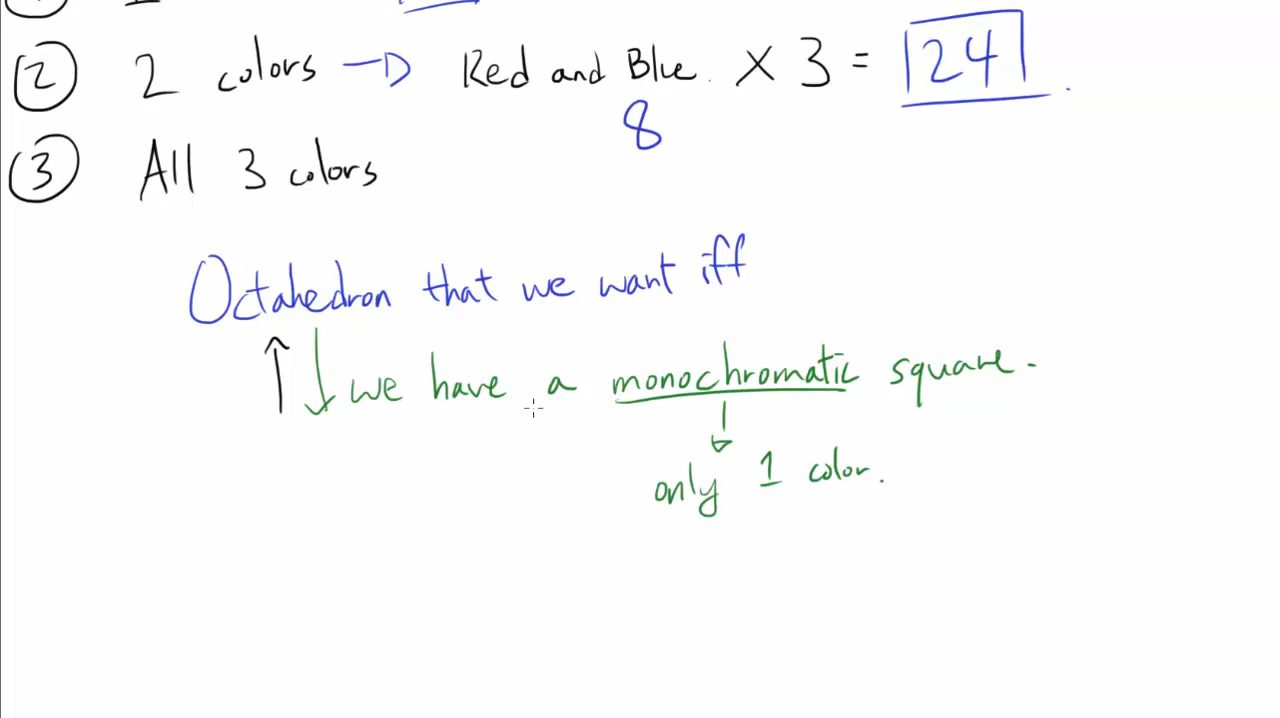 ② 2 colors → Red and Blue. × 3 = 24.
8
③ All 3 colors
Octahedron that we want iff
↑ ↓ we have a monochromatic square.
↓
only 1 color.